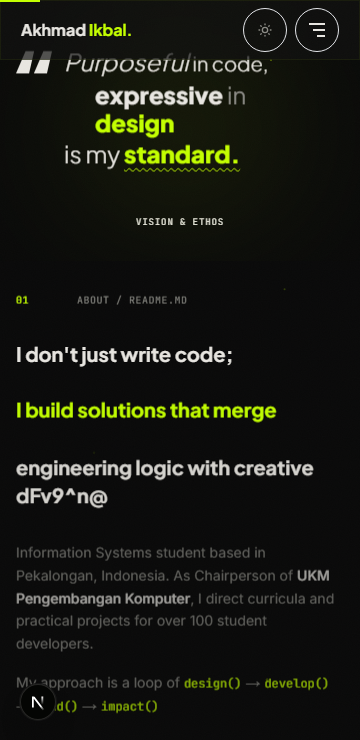 Akhmad Ikbal.
Purposeful in code,
expressive in
design
is my standard.
VISION & ETHOS
01 ABOUT / README.MD
I don't just write code;
I build solutions that merge
engineering logic with creative
dFv9^n@
Information Systems student based in
Pekalongan, Indonesia. As Chairperson of UKM
Pengembangan Komputer, I direct curricula and
practical projects for over 100 student
developers.
My approach is a loop of design() → develop()
d() → impact()